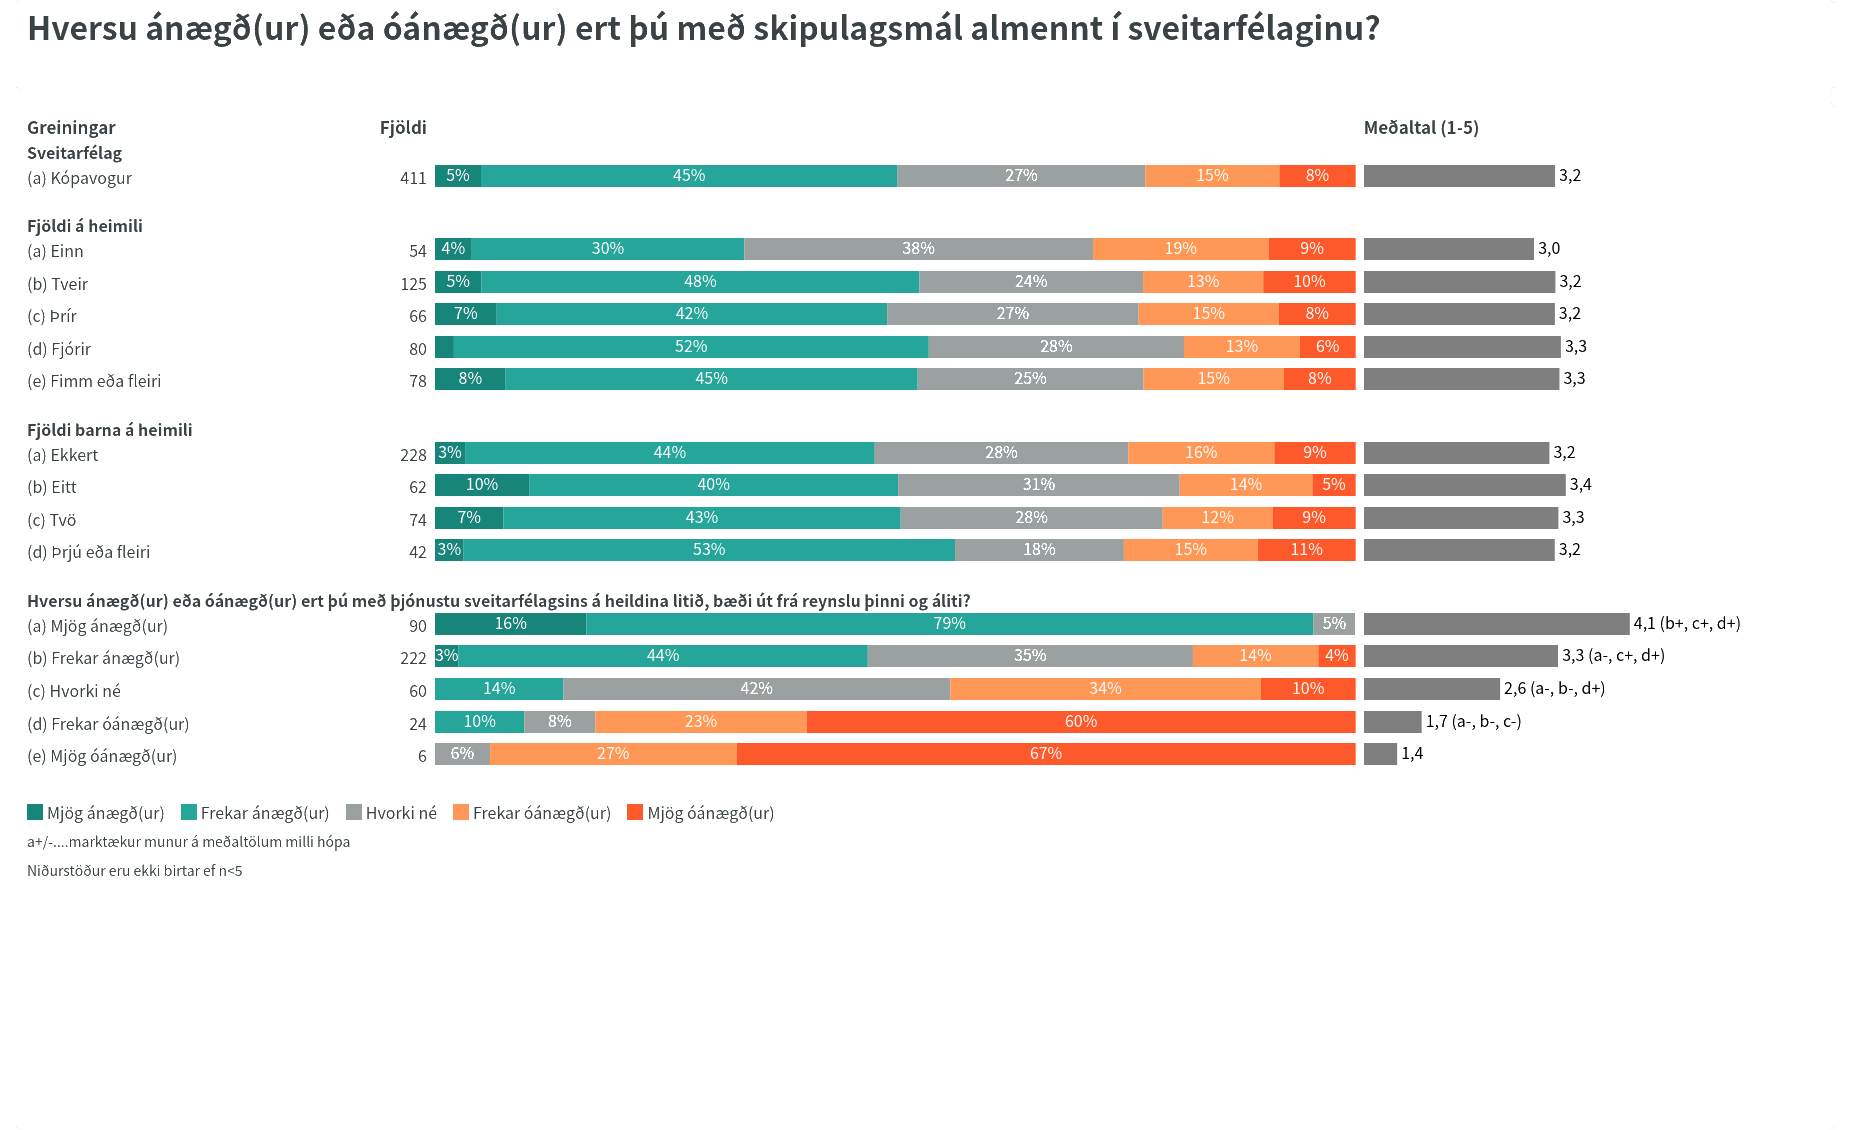 Hversu ánægð(ur) eða óánægð(ur) ert þú með skipulagsmál almennt í sveitarfélaginu?
Greiningar Fjöldi Meðaltal (1-5)
Sveitarfélag
(a) Kópavogur 411 5% 45% 27% 15% 8% 3,2
Fjöldi á heimili
(a) Einn 54 4% 30% 38% 19% 9% 3,0
(b) Tveir 125 5% 48% 24% 13% 10% 3,2
(c) Þrír 66 7% 42% 27% 15% 8% 3,2
(d) Fjórir 80 52% 28% 13% 6% 3,3
(e) Fimm eða fleiri 78 8% 45% 25% 15% 8% 3,3
Fjöldi barna á heimili
(a) Ekkert 228 3% 44% 28% 16% 9% 3,2
(b) Eitt 62 10% 40% 31% 14% 5% 3,4
(c) Tvö 74 7% 43% 28% 12% 9% 3,3
(d) Þrjú eða fleiri 42 3% 53% 18% 15% 11% 3,2
Hversu ánægð(ur) eða óánægð(ur) ert þú með þjónustu sveitarfélagsins á heildina litið, bæði út frá reynslu þinni og áliti?
(a) Mjög ánægð(ur) 90 16% 79% 5% 4,1 (b+, c+, d+)
(b) Frekar ánægð(ur) 222 3% 44% 35% 14% 4% 3,3 (a-, c+, d+)
(c) Hvorki né 60 14% 42% 34% 10% 2,6 (a-, b-, d+)
(d) Frekar óánægð(ur) 24 10% 8% 23% 60% 1,7 (a-, b-, c-)
(e) Mjög óánægð(ur) 6 6% 27% 67% 1,4
Mjög ánægð(ur) Frekar ánægð(ur) Hvorki né Frekar óánægð(ur) Mjög óánægð(ur)
a+/-....marktækur munur á meðaltölum milli hópa
Niðurstöður eru ekki birtar ef n<5